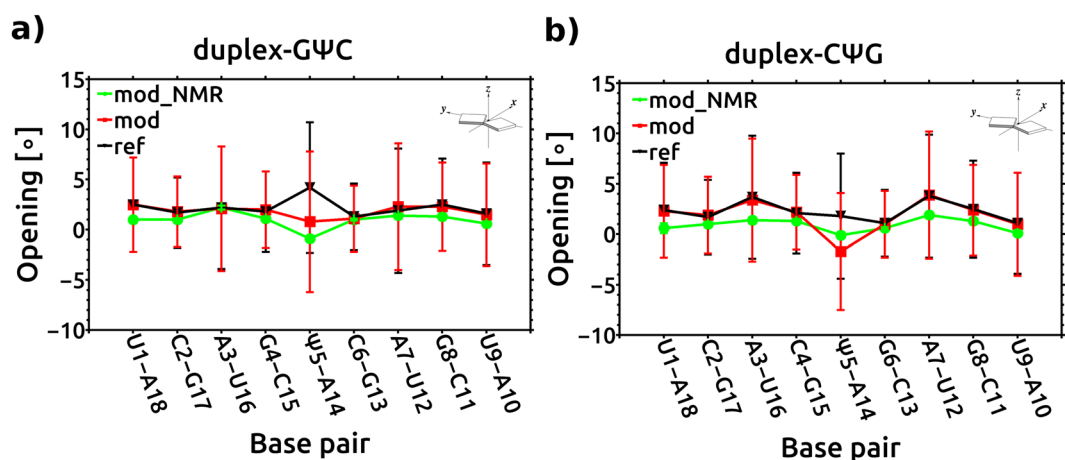 a)
duplex-GΨC
Opening [∘]
15
10
5
0
−5
−10
mod_NMR
mod
ref
z
y
x
U1−A18
C2−G17
A3−U16
G4−C15
Ψ5−A14
C6−G13
A7−U12
G8−C11
U9−A10
Base pair
b)
duplex-CΨG
Opening [∘]
15
10
5
0
−5
−10
mod_NMR
mod
ref
z
y
x
U1−A18
C2−G17
A3−U16
C4−G15
Ψ5−A14
G6−C13
A7−U12
G8−C11
U9−A10
Base pair